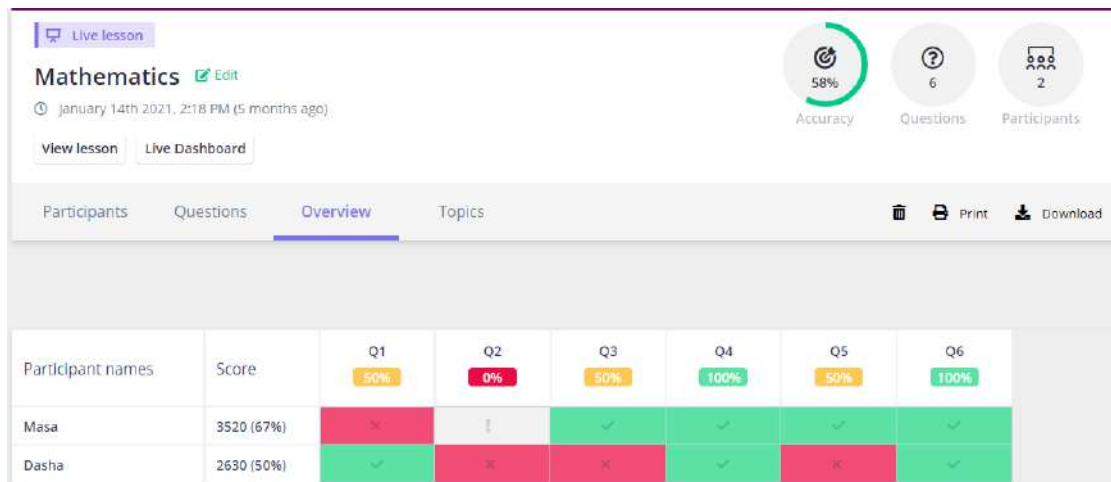 Live lesson
Mathematics Edit
January 14th 2021, 2:18 PM (5 months ago)
View lesson Live Dashboard
58%
Accuracy
6
Questions
2
Participants
Participants Questions Overview Topics Print Download
Participant names Score Q1 Q2 Q3 Q4 Q5 Q6
50% 0% 50% 100% 50% 100%
Masa 3520 (67%)
Dasha 2630 (50%)